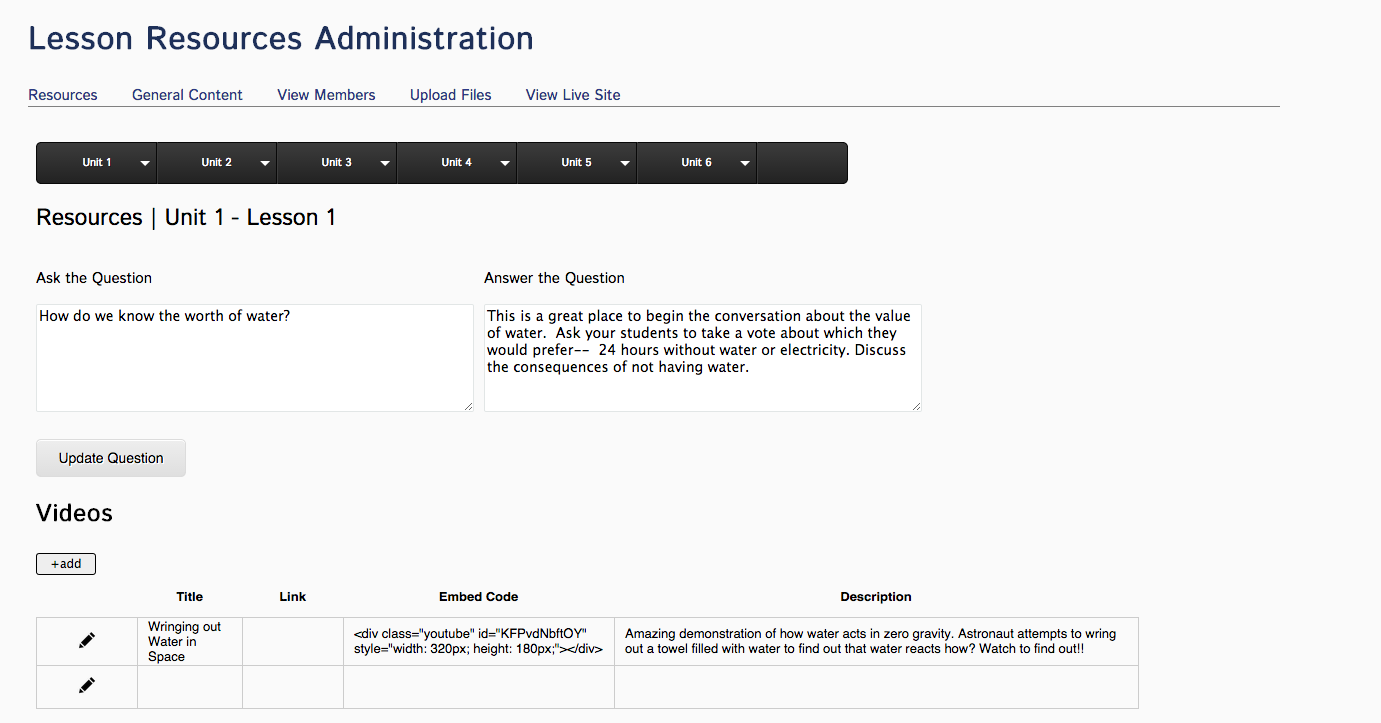 Lesson Resources Administration
Resources General Content View Members Upload Files View Live Site
Unit 1 Unit 2 Unit 3 Unit 4 Unit 5 Unit 6
Resources | Unit 1 - Lesson 1
Ask the Question
How do we know the worth of water?
Answer the Question
This is a great place to begin the conversation about the value
of water.  Ask your students to take a vote about which they
would prefer--  24 hours without water or electricity. Discuss
the consequences of not having water.
Update Question
Videos
+add
Title Link Embed Code Description
Wringing out
Water in
Space
<div class="youtube" id="KFPvdNbftOY"
style="width: 320px; height: 180px;"></div>
Amazing demonstration of how water acts in zero gravity. Astronaut attempts to wring
out a towel filled with water to find out that water reacts how? Watch to find out!!